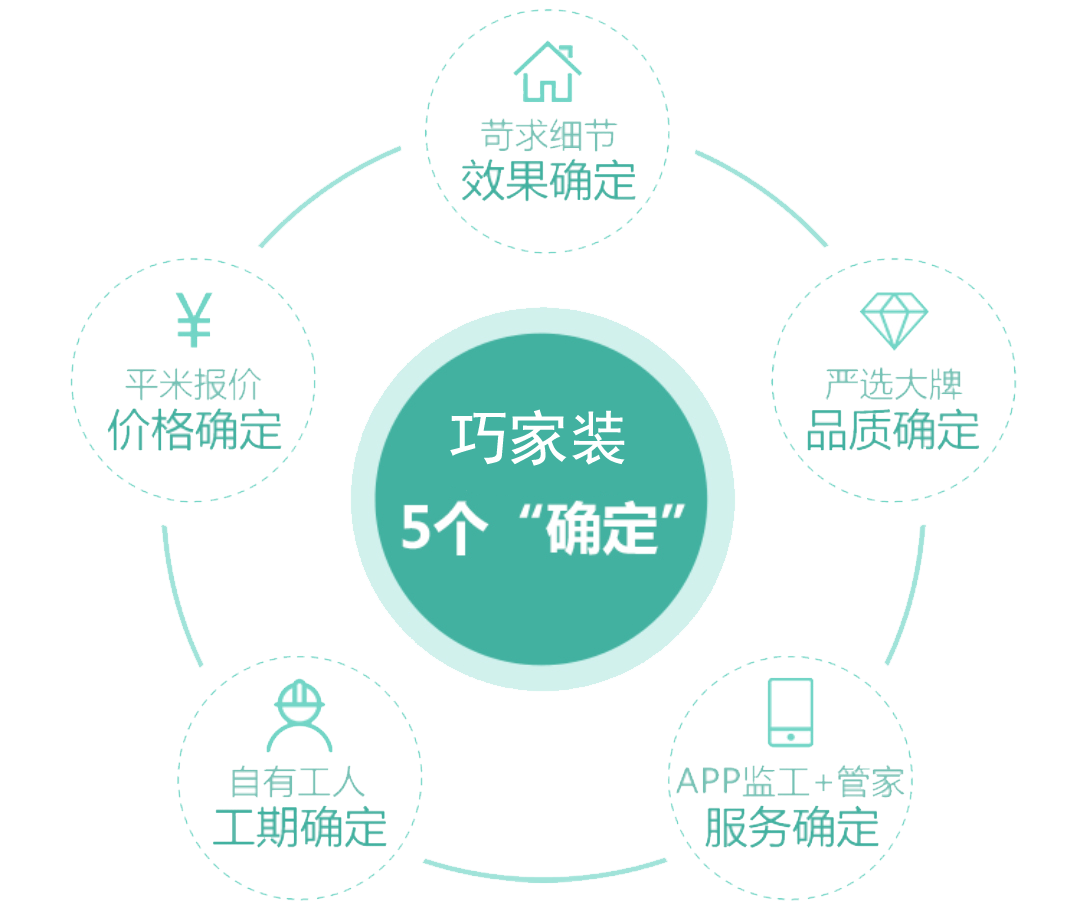 苛求细节
效果确定
¥
平米报价
价格确定
严选大牌
品质确定
巧家装
5个“确定”
自有工人
工期确定
APP监工+管家
服务确定